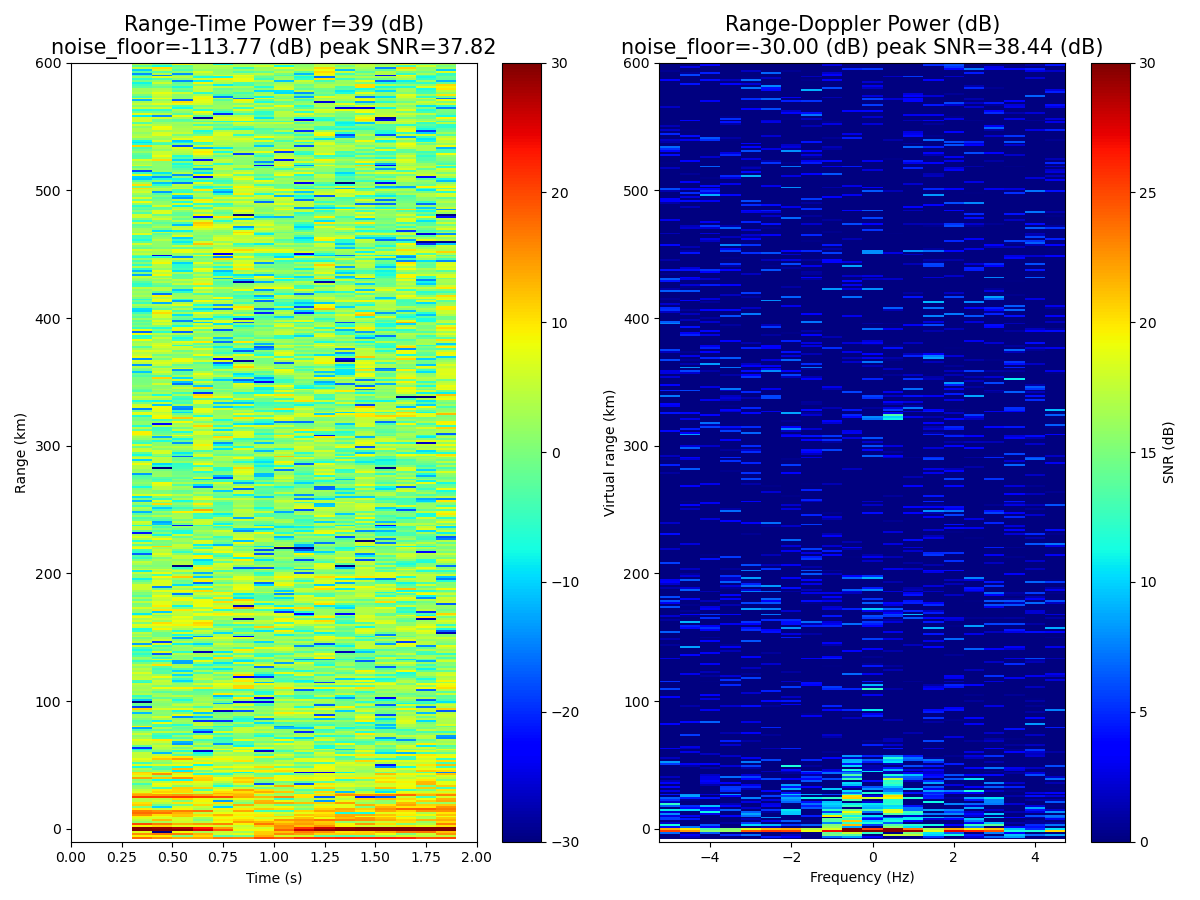 Range-Time Power f=39 (dB)
noise_floor=-113.77 (dB) peak SNR=37.82
600
500
400
300
200
100
0
Range (km)
0.00 0.25 0.50 0.75 1.00 1.25 1.50 1.75 2.00
Time (s)
30
20
10
0
−10
−20
−30
Range-Doppler Power (dB)
noise_floor=-30.00 (dB) peak SNR=38.44 (dB)
600
500
400
300
200
100
0
Virtual range (km)
−4 −2 0 2 4
Frequency (Hz)
30
25
20
15
10
5
0
SNR (dB)